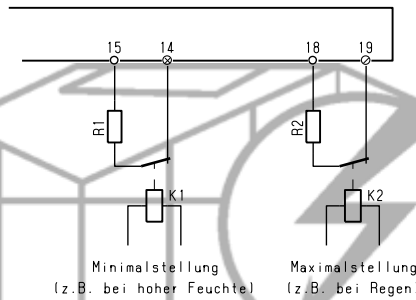 15 14 18 19
R1 R2
K1 K2
Minimalstellung
(z.B. bei hoher Feuchte)
Maximalstellung
(z.B. bei Regen)